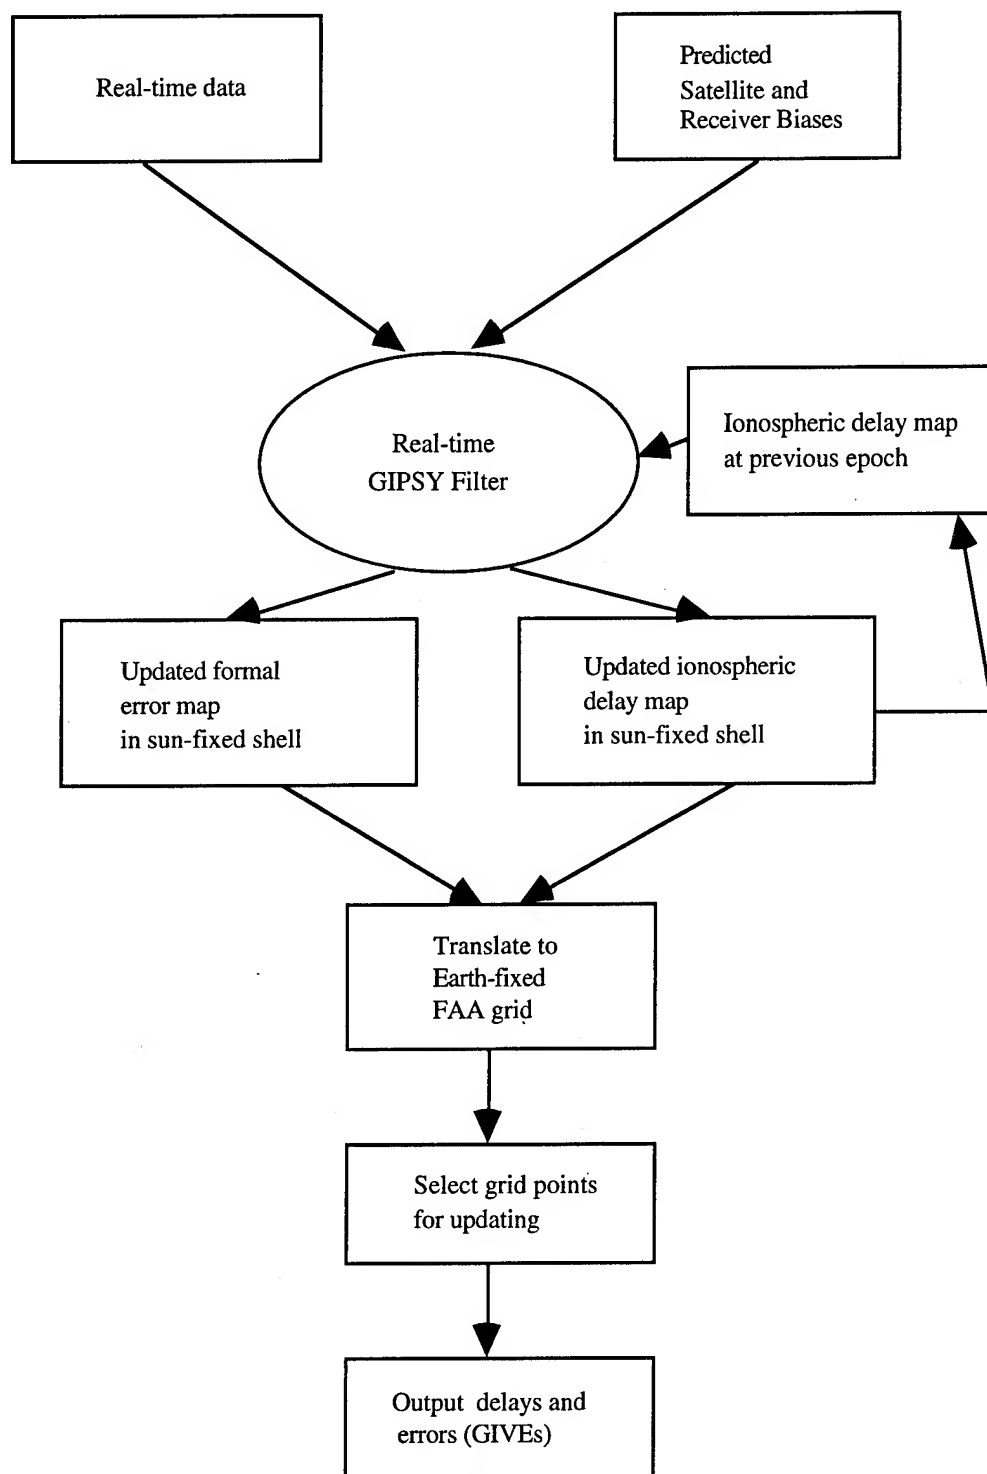 Real-time data
Predicted
Satellite and
Receiver Biases
Real-time
GIPSY Filter
Ionospheric delay map
at previous epoch
Updated formal
error map
in sun-fixed shell
Updated ionospheric
delay map
in sun-fixed shell
Translate to
Earth-fixed
FAA grid
Select grid points
for updating
Output delays and
errors (GIVEs)